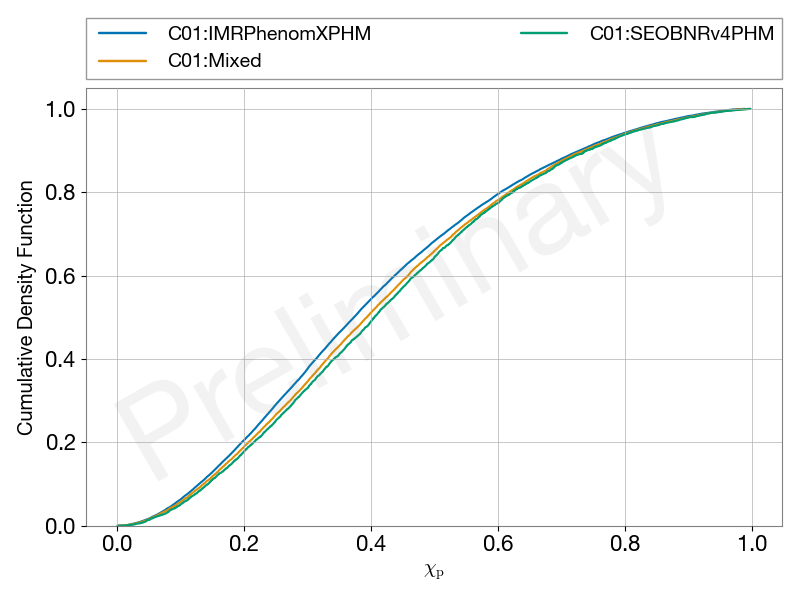 C01:IMRPhenomXPHM
C01:Mixed
C01:SEOBNRv4PHM
Cumulative Density Function
1.0
0.8
0.6
0.4
0.2
0.0
Preliminary
0.0 0.2 0.4 0.6 0.8 1.0
χp